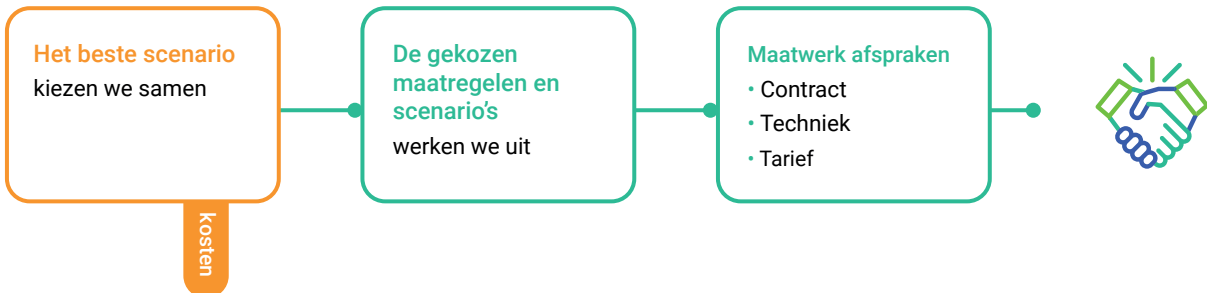 Het beste scenario
kiezen we samen
kosten
De gekozen
maatregelen en
scenario's
werken we uit
Maatwerk afspraken
• Contract
• Techniek
• Tarief